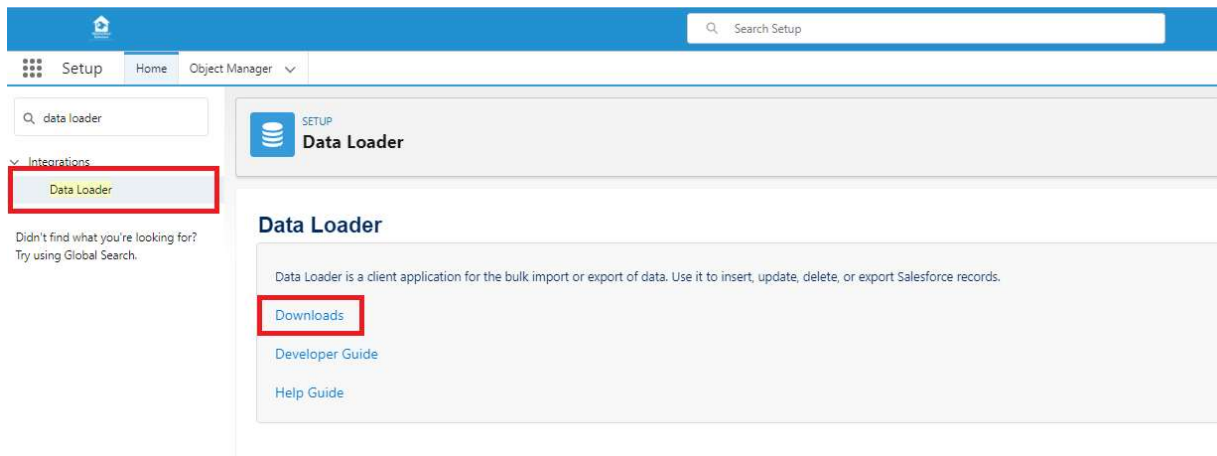 Search Setup
Setup Home Object Manager
data loader
SETUP
Data Loader
Integrations
Data Loader
Didn't find what you're looking for?
Try using Global Search.
Data Loader
Data Loader is a client application for the bulk import or export of data. Use it to insert, update, delete, or export Salesforce records.
Downloads
Developer Guide
Help Guide